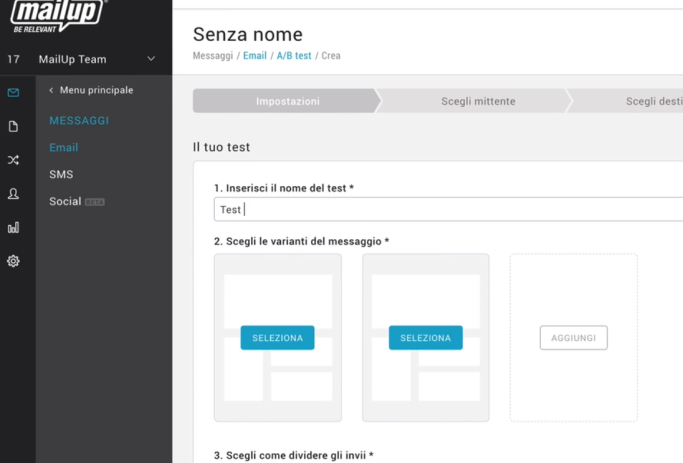 mailup®
BE RELEVANT
17 MailUp Team
Menu principale
MESSAGGI
Email
SMS
Social BETA
Senza nome
Messaggi / Email / A/B test / Crea
Impostazioni
Scegli mittente
Scegli desti
Il tuo test
1. Inserisci il nome del test *
Test
2. Scegli le varianti del messaggio *
SELEZIONA
SELEZIONA
AGGIUNGI
3. Scegli come dividere gli invii *